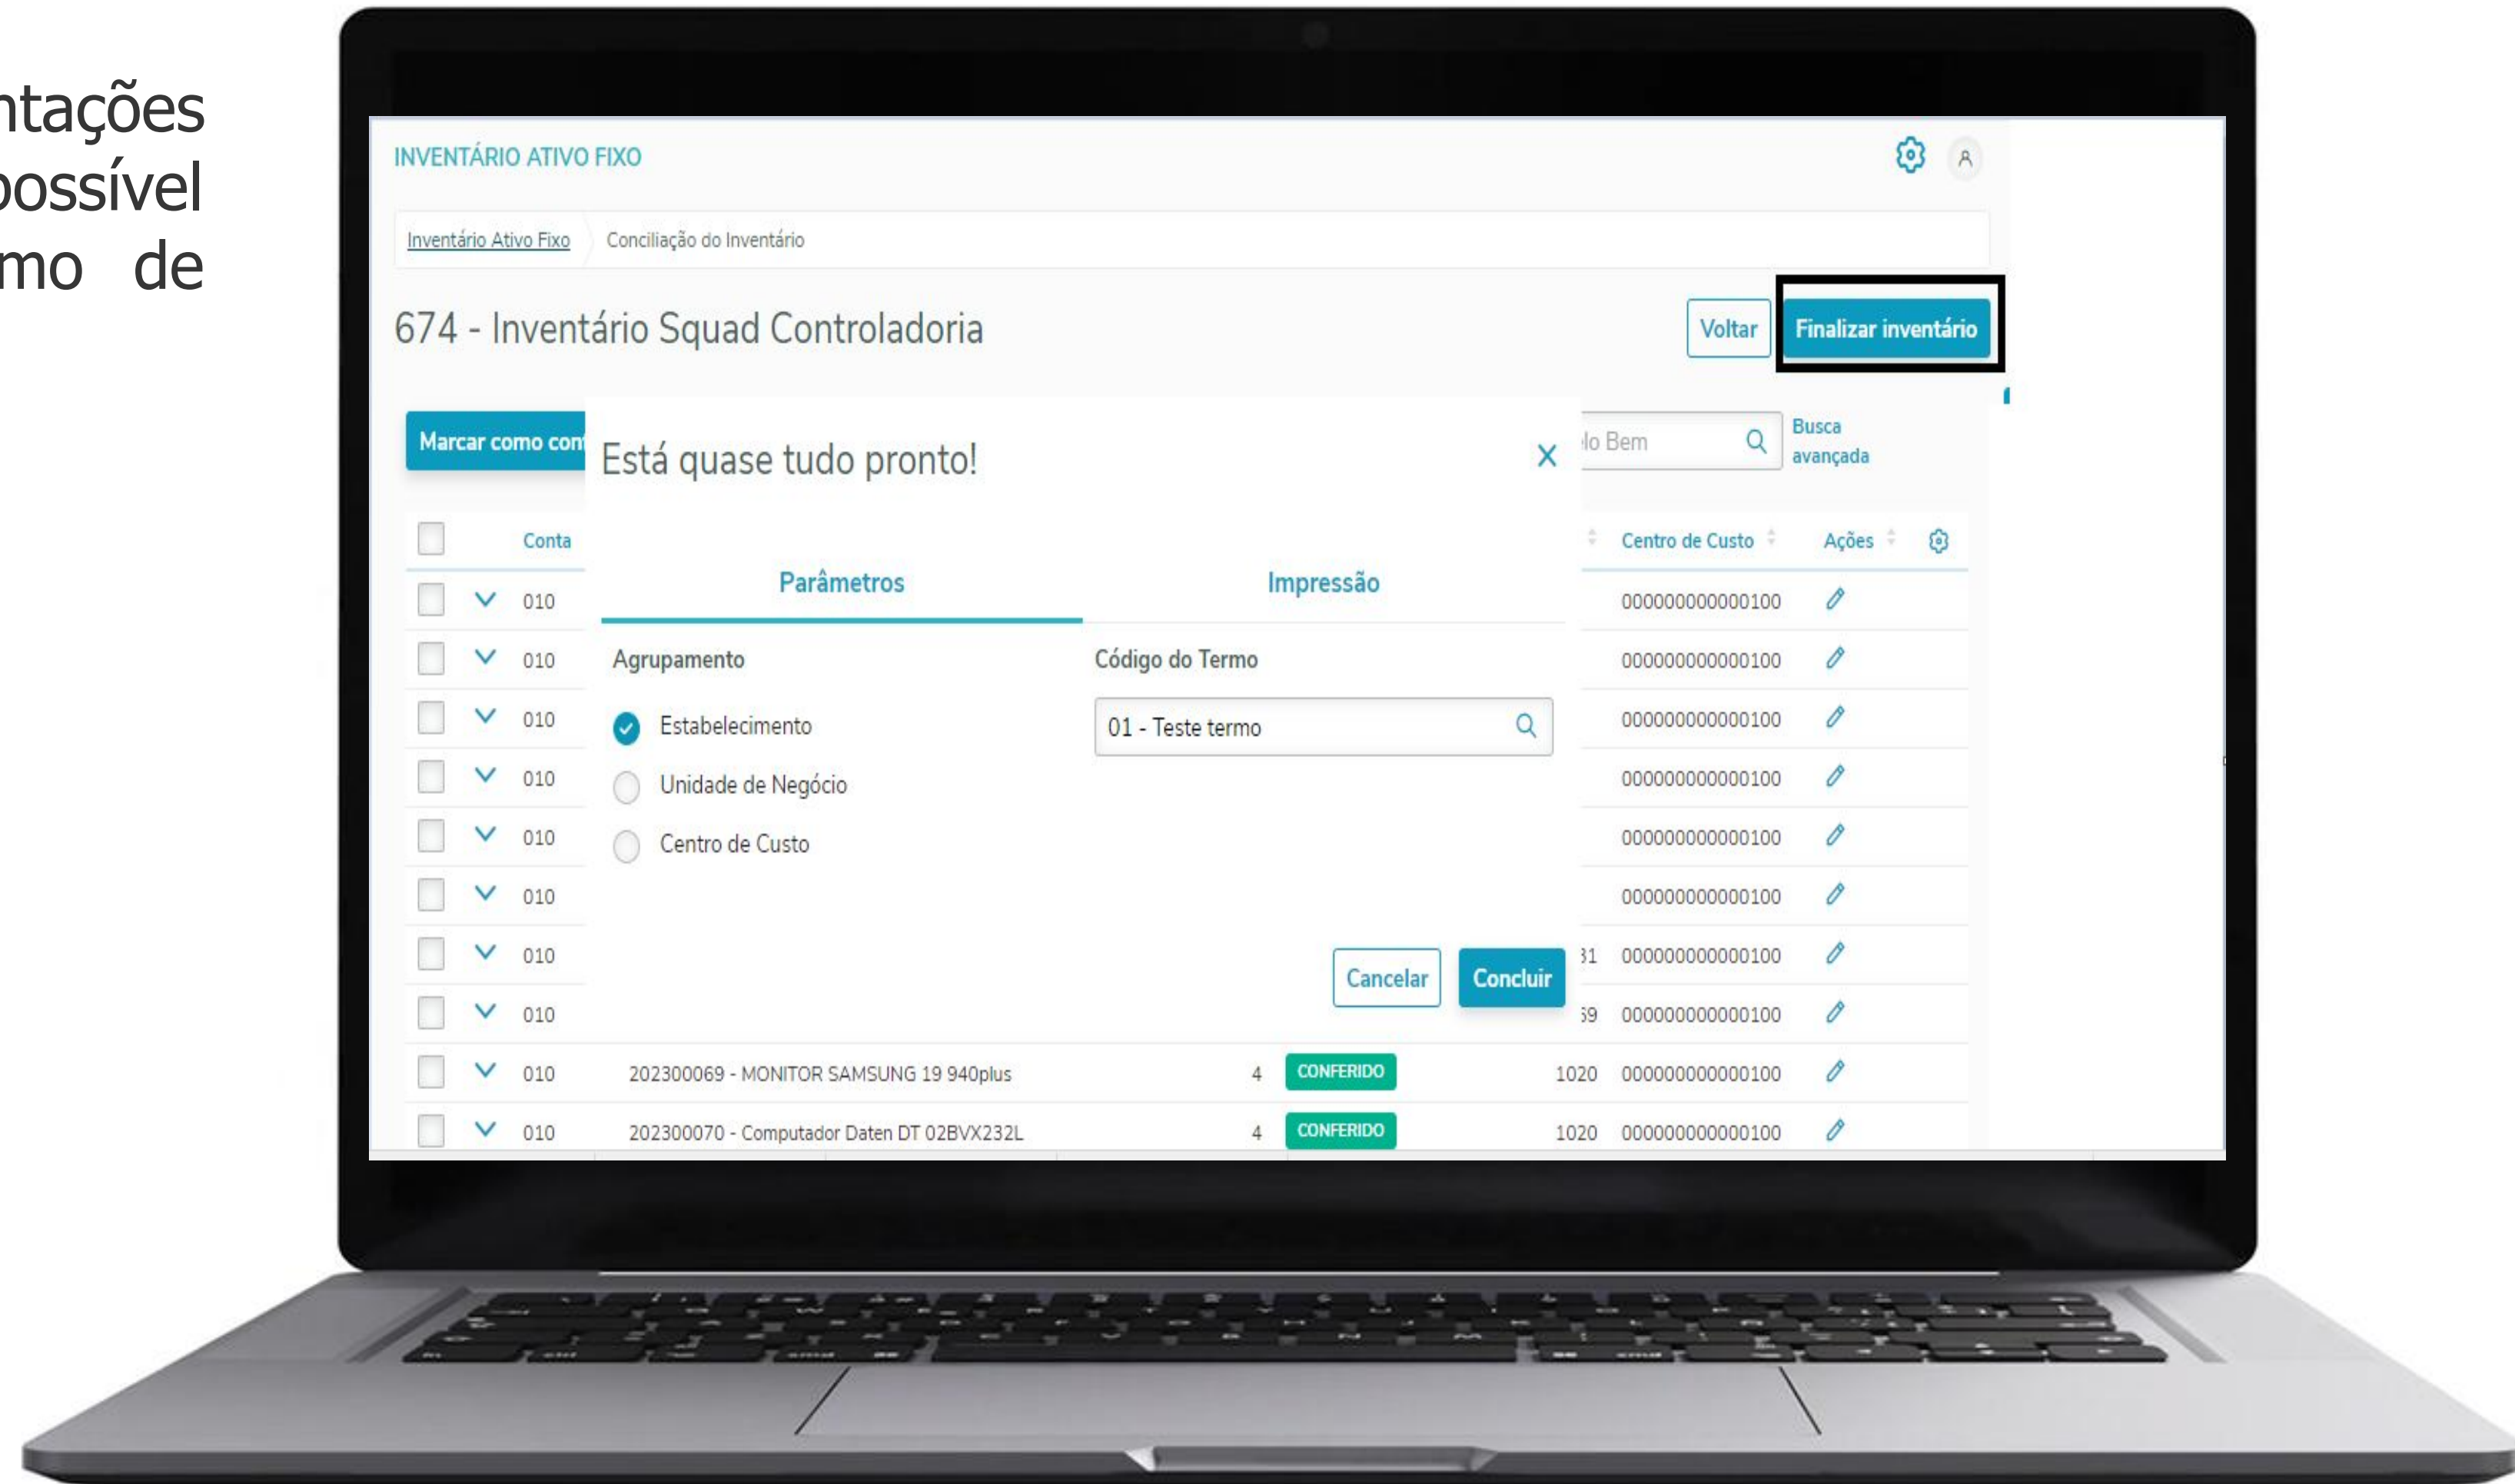 ntações
possível
mo de
INVENTÁRIO ATIVO FIXO
Inventário Ativo Fixo Conciliação do Inventário
674 - Inventário Squad Controladoria
Voltar Finalizar inventário
Marcar como conf
lo Bem
Busca
avançada
Está quase tudo pronto!
Conta
Centro de Custo Ações
Parâmetros Impressão
010 000000000000100
Agrupamento Código do Termo
010 000000000000100
Estabelecimento 01 - Teste termo
010 000000000000100
Unidade de Negócio
010 000000000000100
Centro de Custo
010 000000000000100
010 000000000000100
010 31 000000000000100
Cancelar Concluir
010 69 000000000000100
010 202300069 - MONITOR SAMSUNG 19 940plus 4 CONFERIDO 1020 000000000000100
010 202300070 - Computador Daten DT 02BVX232L 4 CONFERIDO 1020 000000000000100